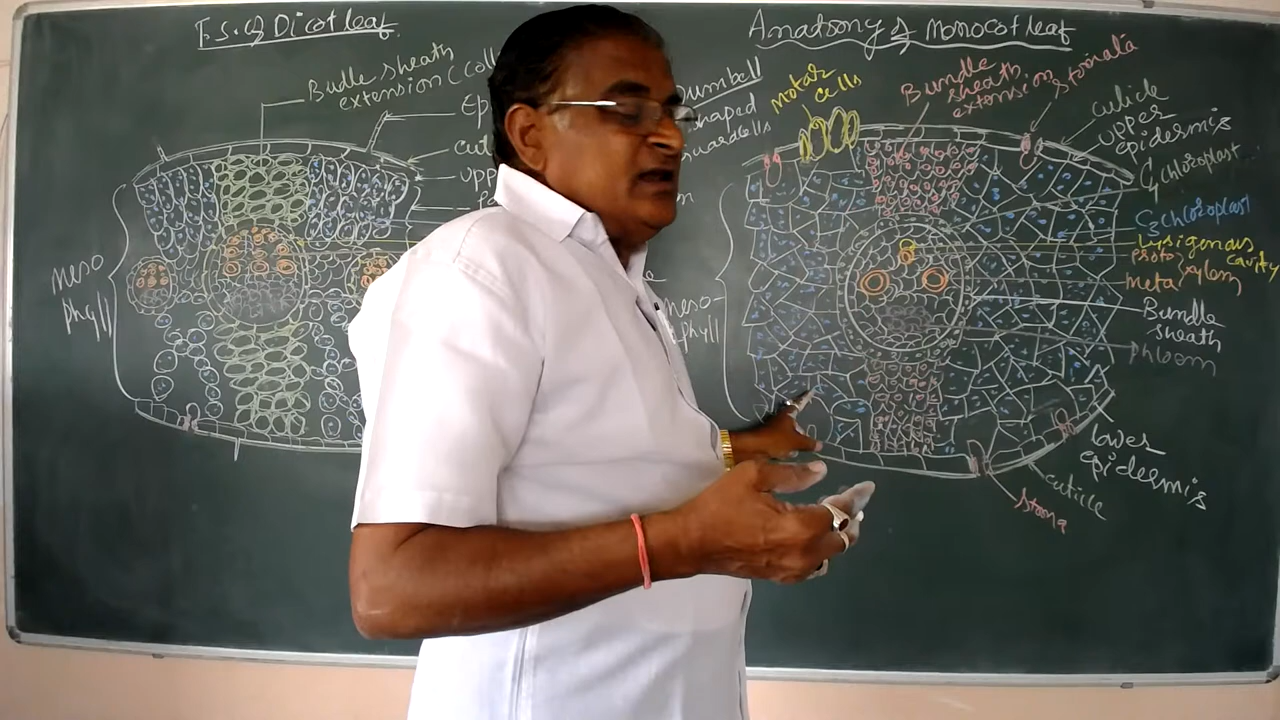 T.S. of Dicot leaf
Budle sheath
extension (coll
Ep
cut
upp
meso
phyll
Anatomy of Monocot leaf
Dumbell
shaped
guardcells
motor
cells
Bundle
sheath
extension
stomata
cuticle
upper
epidermis
C4 chloroplast
C3 chloroplast
Lysigenous
cavity
proto,
meta xylem
Bundle
sheath
phloem
meso-
phyll
lower
epidermis
cuticle
stoma